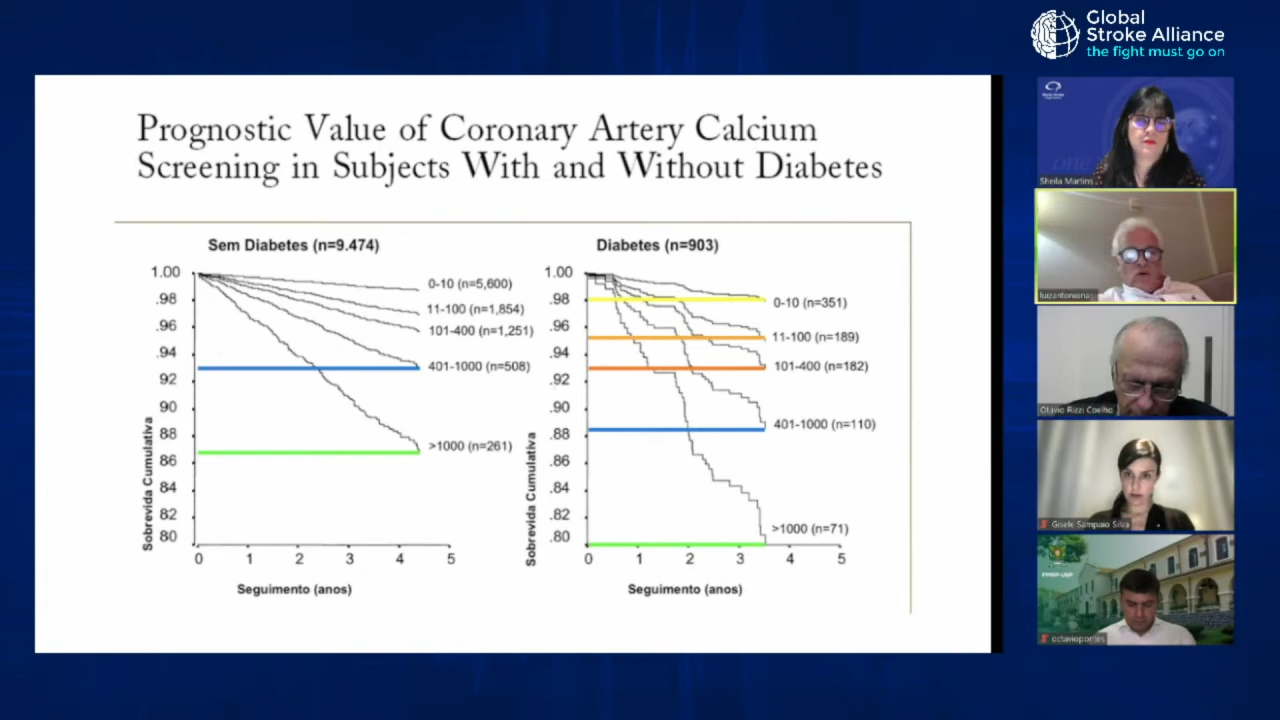 Global
Stroke Alliance
the fight must go on
Prognostic Value of Coronary Artery Calcium
Screening in Subjects With and Without Diabetes
Sem Diabetes (n=9.474)
1.00
.98
.96
.94
92
90
88
86
84
82
80
0-10 (n=5,600)
11-100 (n=1,854)
101-400 (n=1,251)
401-1000 (n=508)
>1000 (n=261)
Sobrevida Cumulativa
0 1 2 3 4 5
Seguimento (anos)
Diabetes (n=903)
1.00
.98
.96
.94
.92
.90
.88
.86
.84
.82
.80
0-10 (n=351)
11-100 (n=189)
101-400 (n=182)
401-1000 (n=110)
>1000 (n=71)
Sobrevida Cumulativa
0 1 2 3 4 5
Seguimento (anos)
Sheila Martins
Otávio Rizzi Coelho
Gisele Sampaio Silva
FMRP-USP
octaviopontes